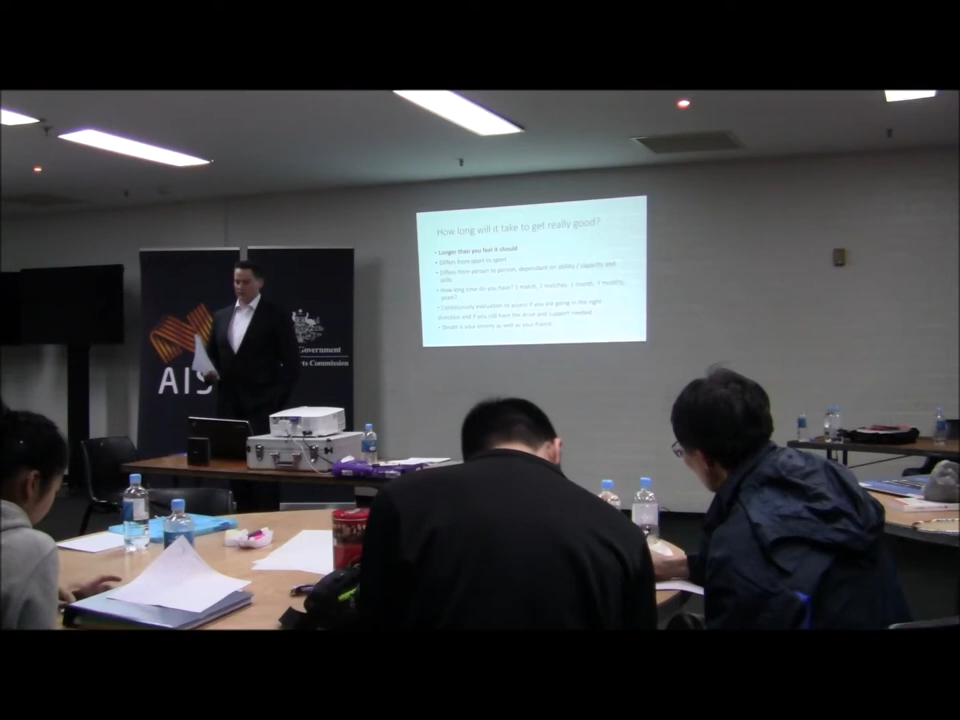 How long will it take to get really good?
• Longer than you feel it should
• Differs from sport to sport
• Differs from person to person, dependant on ability / capacity and
skills
• How long time do you have? 1 match, 2 matches, 1 month,
years?
• Continuously evaluation to assess if you are going in the right
direction and if you still have the drive and support needed
• Doubt is your enemy as well as your friend
AIS
Government
rts Commission